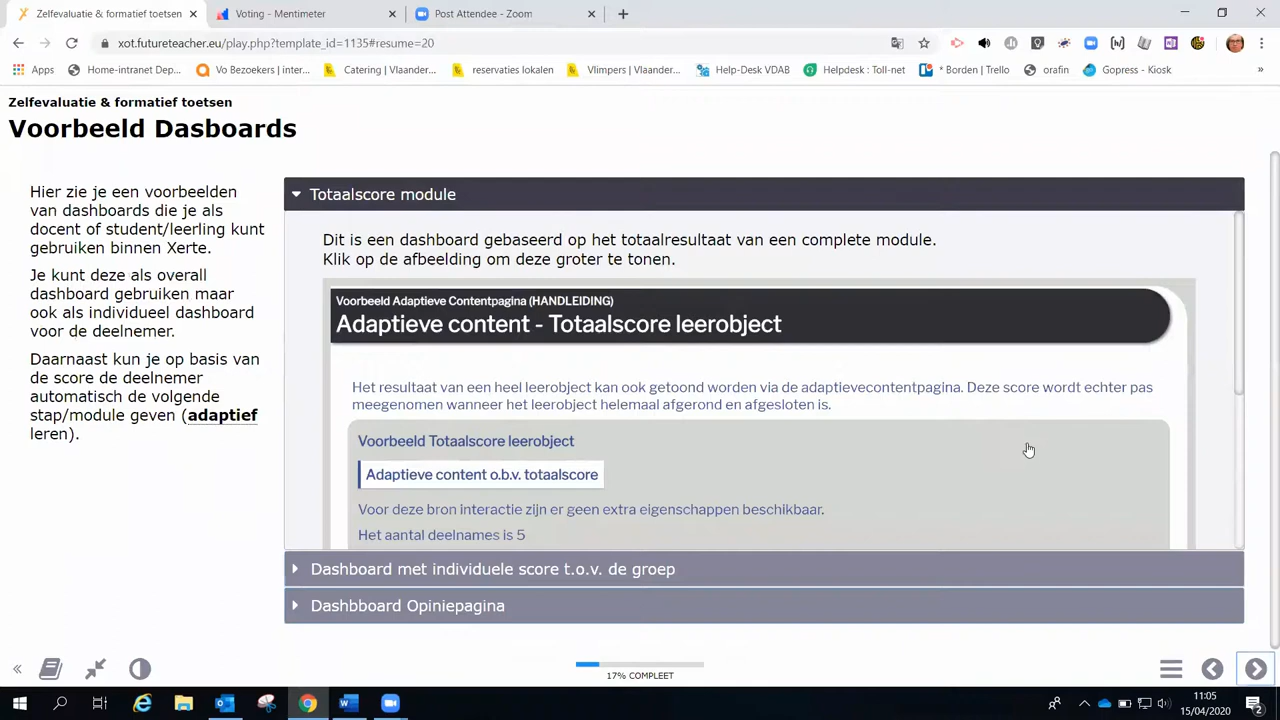 Zelfevaluatie & formatief toetsen
Voting - Mentimeter
Post Attendee - Zoom
xot.futureteacher.eu/play.php?template_id=1135#resume=20
Apps
Home-intranet Dep...
Vo Bezoekers | inter...
Catering | Vlaander...
reservaties lokalen
Vlimpers | Vlaander...
Help-Desk VDAB
Helpdesk : Toll-net
* Borden | Trello
orafin
Gopress - Kiosk
Zelfevaluatie & formatief toetsen
Voorbeeld Dasboards
Hier zie je een voorbeelden
van dashboards die je als
docent of student/leerling kunt
gebruiken binnen Xerte.
Je kunt deze als overall
dashboard gebruiken maar
ook als individueel dashboard
voor de deelnemer.
Daarnaast kun je op basis van
de score de deelnemer
automatisch de volgende
stap/module geven (adaptief
leren).
Totaalscore module
Dit is een dashboard gebaseerd op het totaalresultaat van een complete module.
Klik op de afbeelding om deze groter te tonen.
Voorbeeld Adaptieve Contentpagina (HANDLEIDING)
Adaptieve content - Totaalscore leerobject
Het resultaat van een heel leerobject kan ook getoond worden via de adaptievecontentpagina. Deze score wordt echter pas
meegenomen wanneer het leerobject helemaal afgerond en afgesloten is.
Voorbeeld Totaalscore leerobject
Adaptieve content o.b.v. totaalscore
Voor deze bron interactie zijn er geen extra eigenschappen beschikbaar.
Het aantal deelnames is 5
Dashboard met individuele score t.o.v. de groep
Dashbboard Opiniepagina
17% COMPLEET
11:05
15/04/2020
2